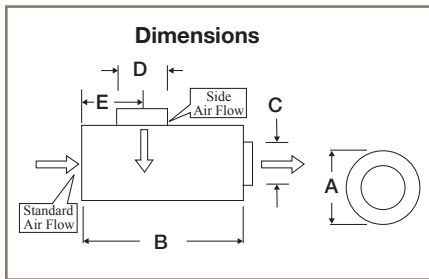 Dimensions
D
E
Side
Air Flow
C
A
Standard
Air Flow
B